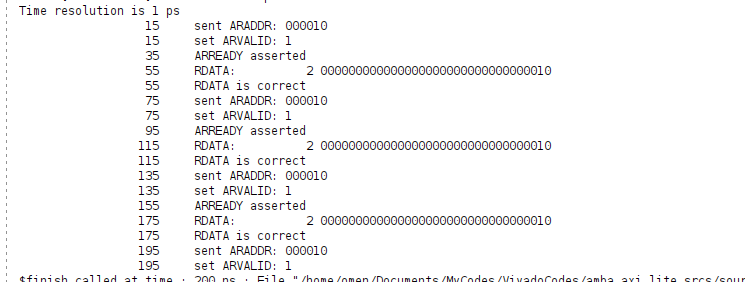 Time resolution is 1 ps
15 sent ARADDR: 000010
15 set ARVALID: 1
35 ARREADY asserted
55 RDATA: 2 00000000000000000000000000000010
55 RDATA is correct
75 sent ARADDR: 000010
75 set ARVALID: 1
95 ARREADY asserted
115 RDATA: 2 00000000000000000000000000000010
115 RDATA is correct
135 sent ARADDR: 000010
135 set ARVALID: 1
155 ARREADY asserted
175 RDATA: 2 00000000000000000000000000000010
175 RDATA is correct
195 sent ARADDR: 000010
195 set ARVALID: 1
$finish called at time : 200 ns : File "/home/omen/Documents/MyCodes/VivadoCodes/amba_axi_lite.srcs/sour